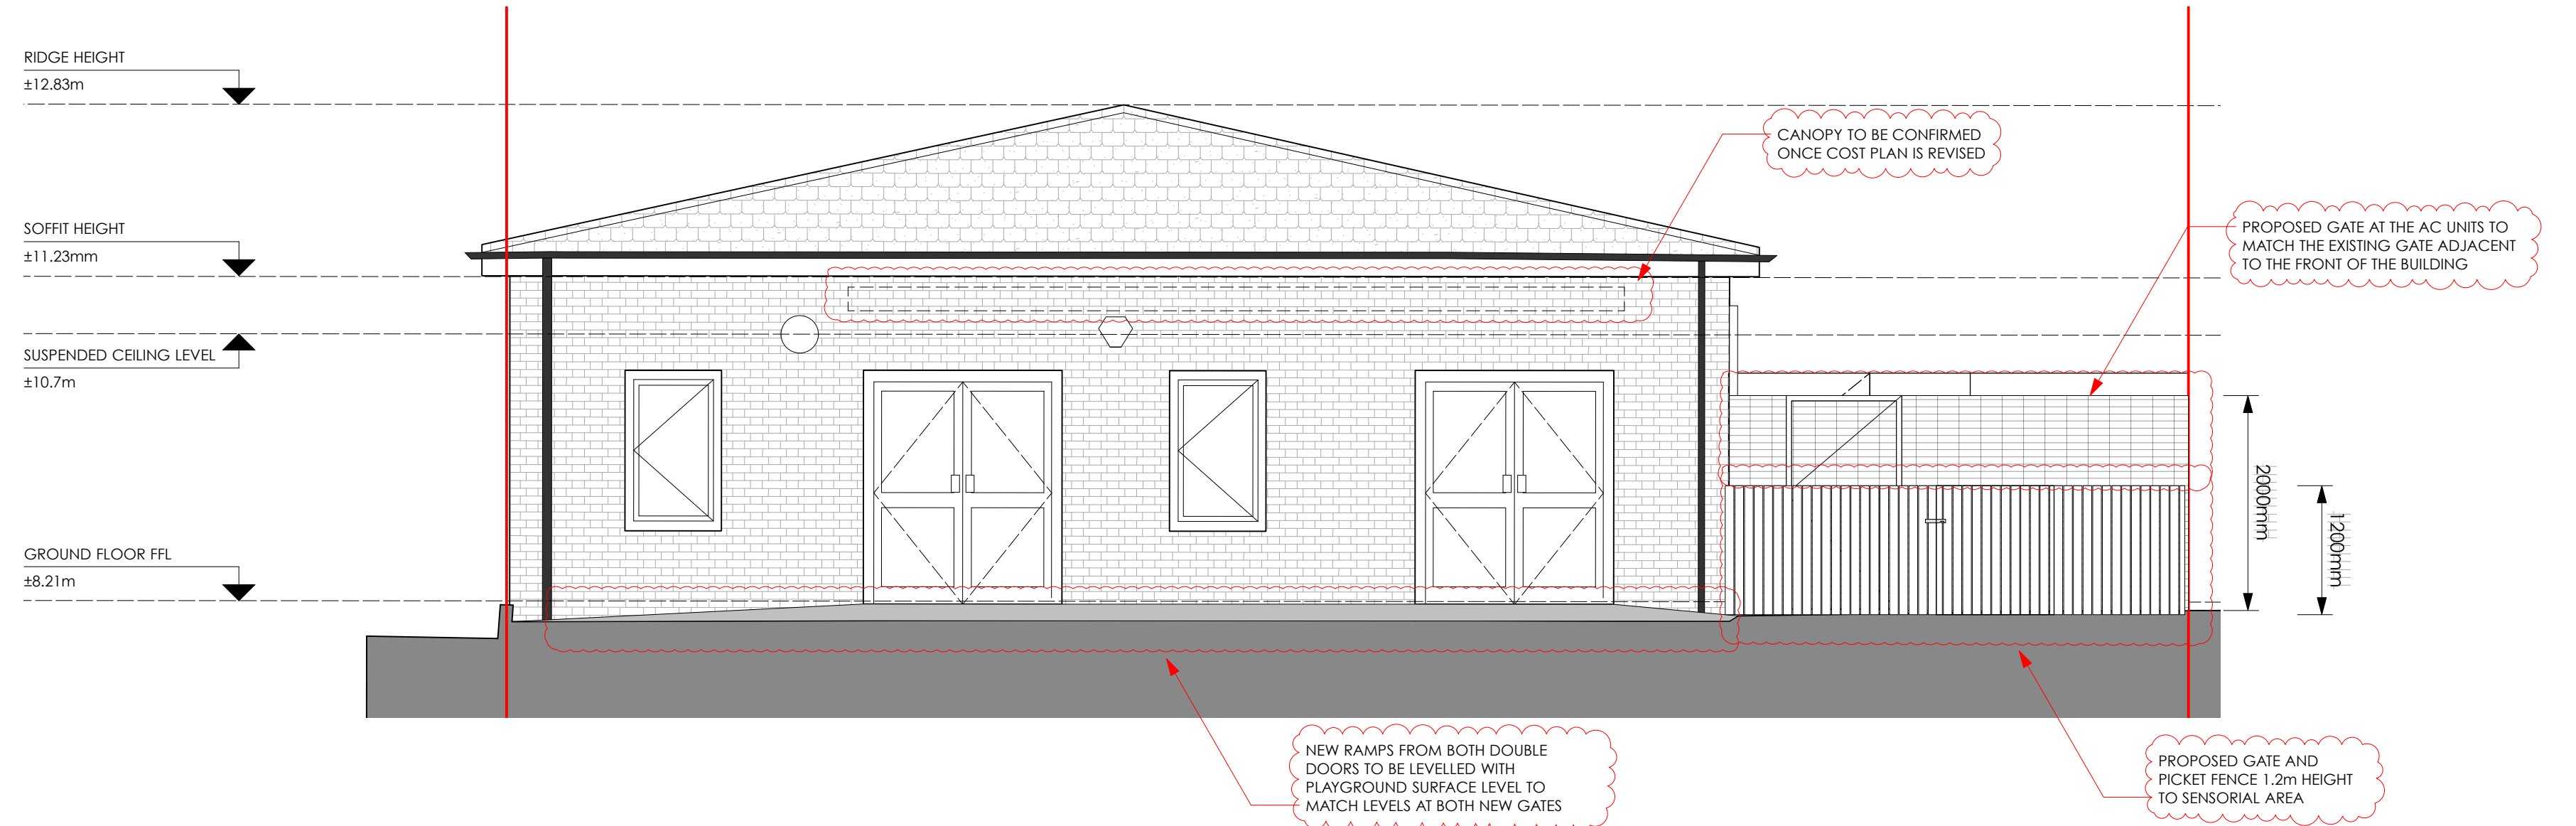 RIDGE HEIGHT
±12.83m
SOFFIT HEIGHT
±11.23mm
SUSPENDED CEILING LEVEL
±10.7m
GROUND FLOOR FFL
±8.21m
CANOPY TO BE CONFIRMED
ONCE COST PLAN IS REVISED
PROPOSED GATE AT THE AC UNITS TO
MATCH THE EXISTING GATE ADJACENT
TO THE FRONT OF THE BUILDING
2000mm
1200mm
NEW RAMPS FROM BOTH DOUBLE
DOORS TO BE LEVELLED WITH
PLAYGROUND SURFACE LEVEL TO
MATCH LEVELS AT BOTH NEW GATES
PROPOSED GATE AND
PICKET FENCE 1.2m HEIGHT
TO SENSORIAL AREA